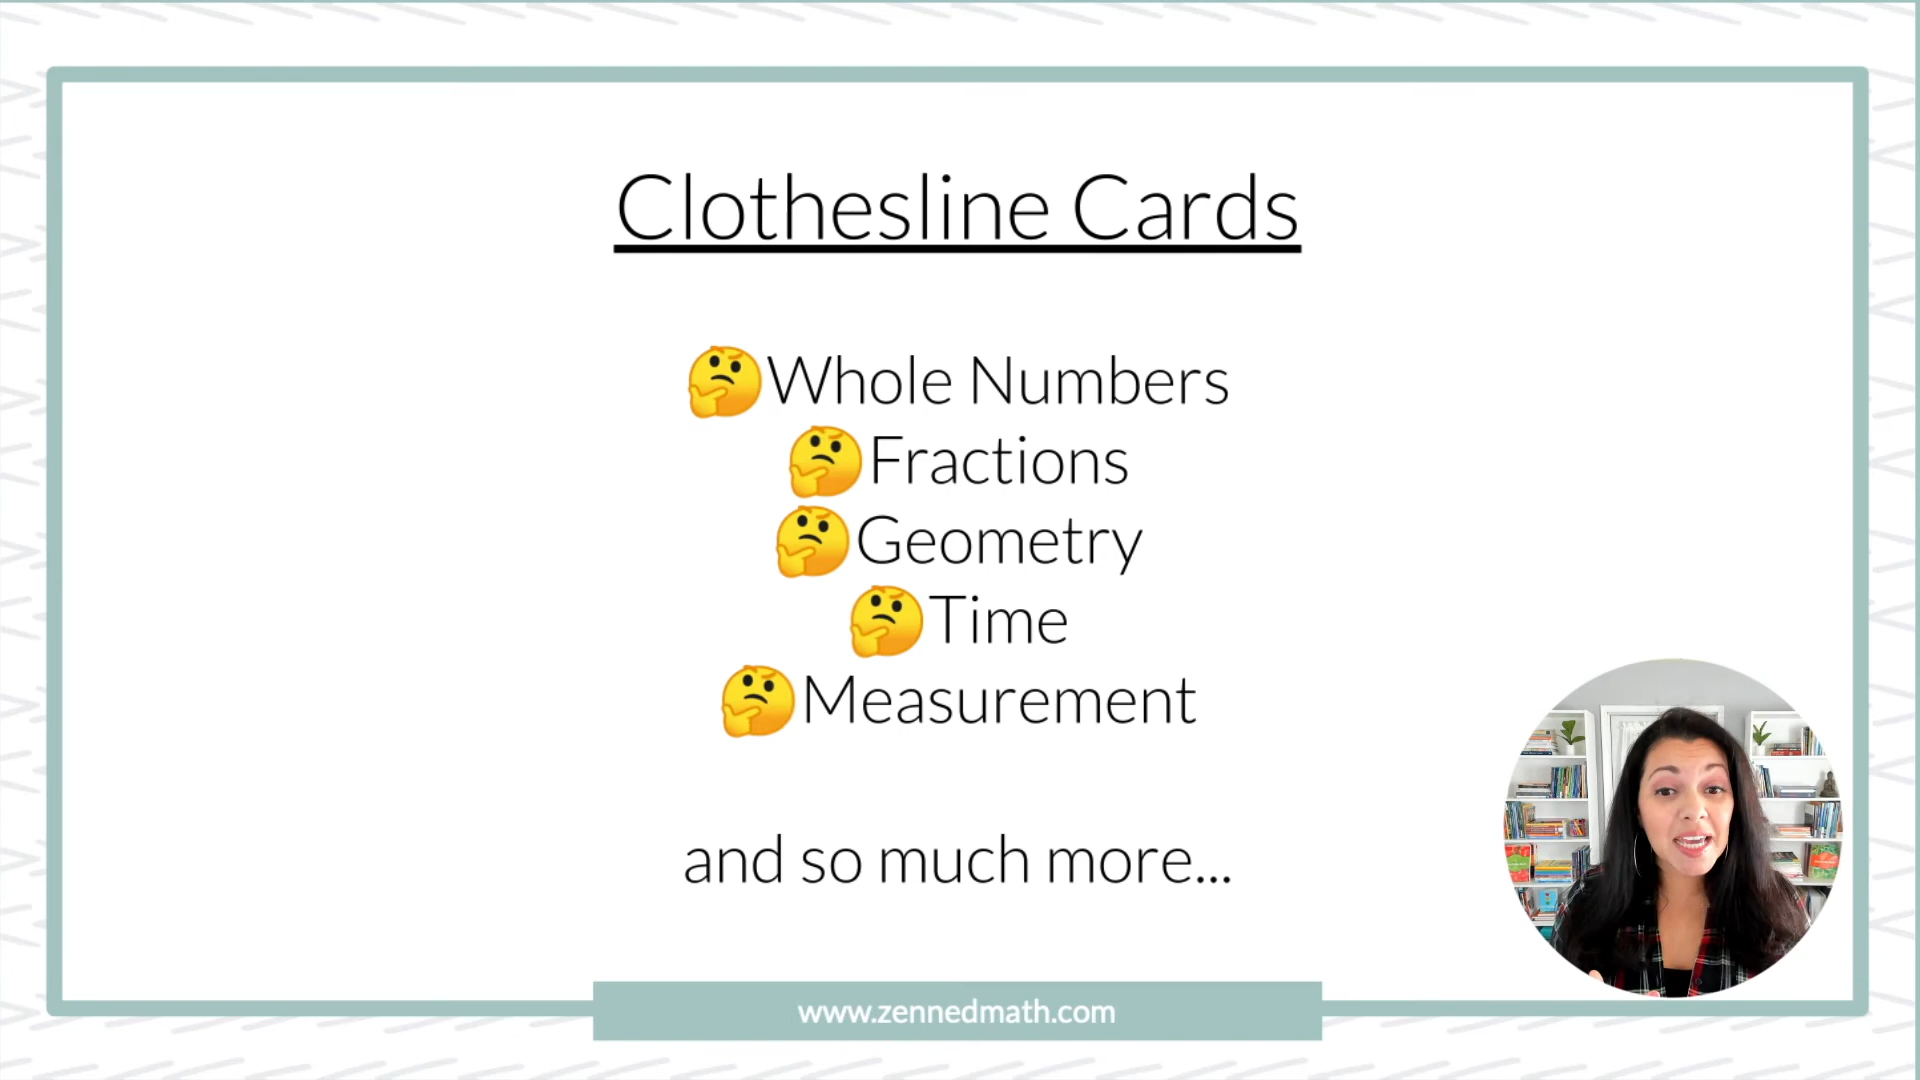 Clothesline Cards
🤔Whole Numbers
🤔Fractions
🤔Geometry
🤔Time
🤔Measurement
and so much more...
www.zennedmath.com